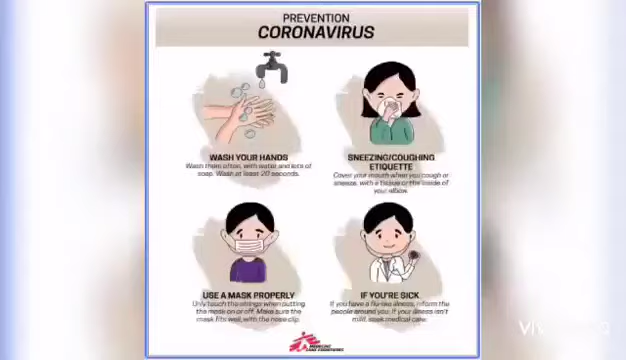 PREVENTION
CORONAVIRUS
WASH YOUR HANDS
Wash them often, with water and lots of
soap. Wash at least 20 seconds.
SNEEZING/COUGHING
ETIQUETTE
Cover your mouth when you cough or
sneeze, with a tissue or the inside of
your elbow.
USE A MASK PROPERLY
Only touch the strings when putting
the mask on or off. Make sure the
mask fits well, with the nose clip.
IF YOU'RE SICK
If you have a flu-like illness, inform the
people around you. If your illness isn't
mild, seek medical care.
MEDECINS
SANS FRONTIERES